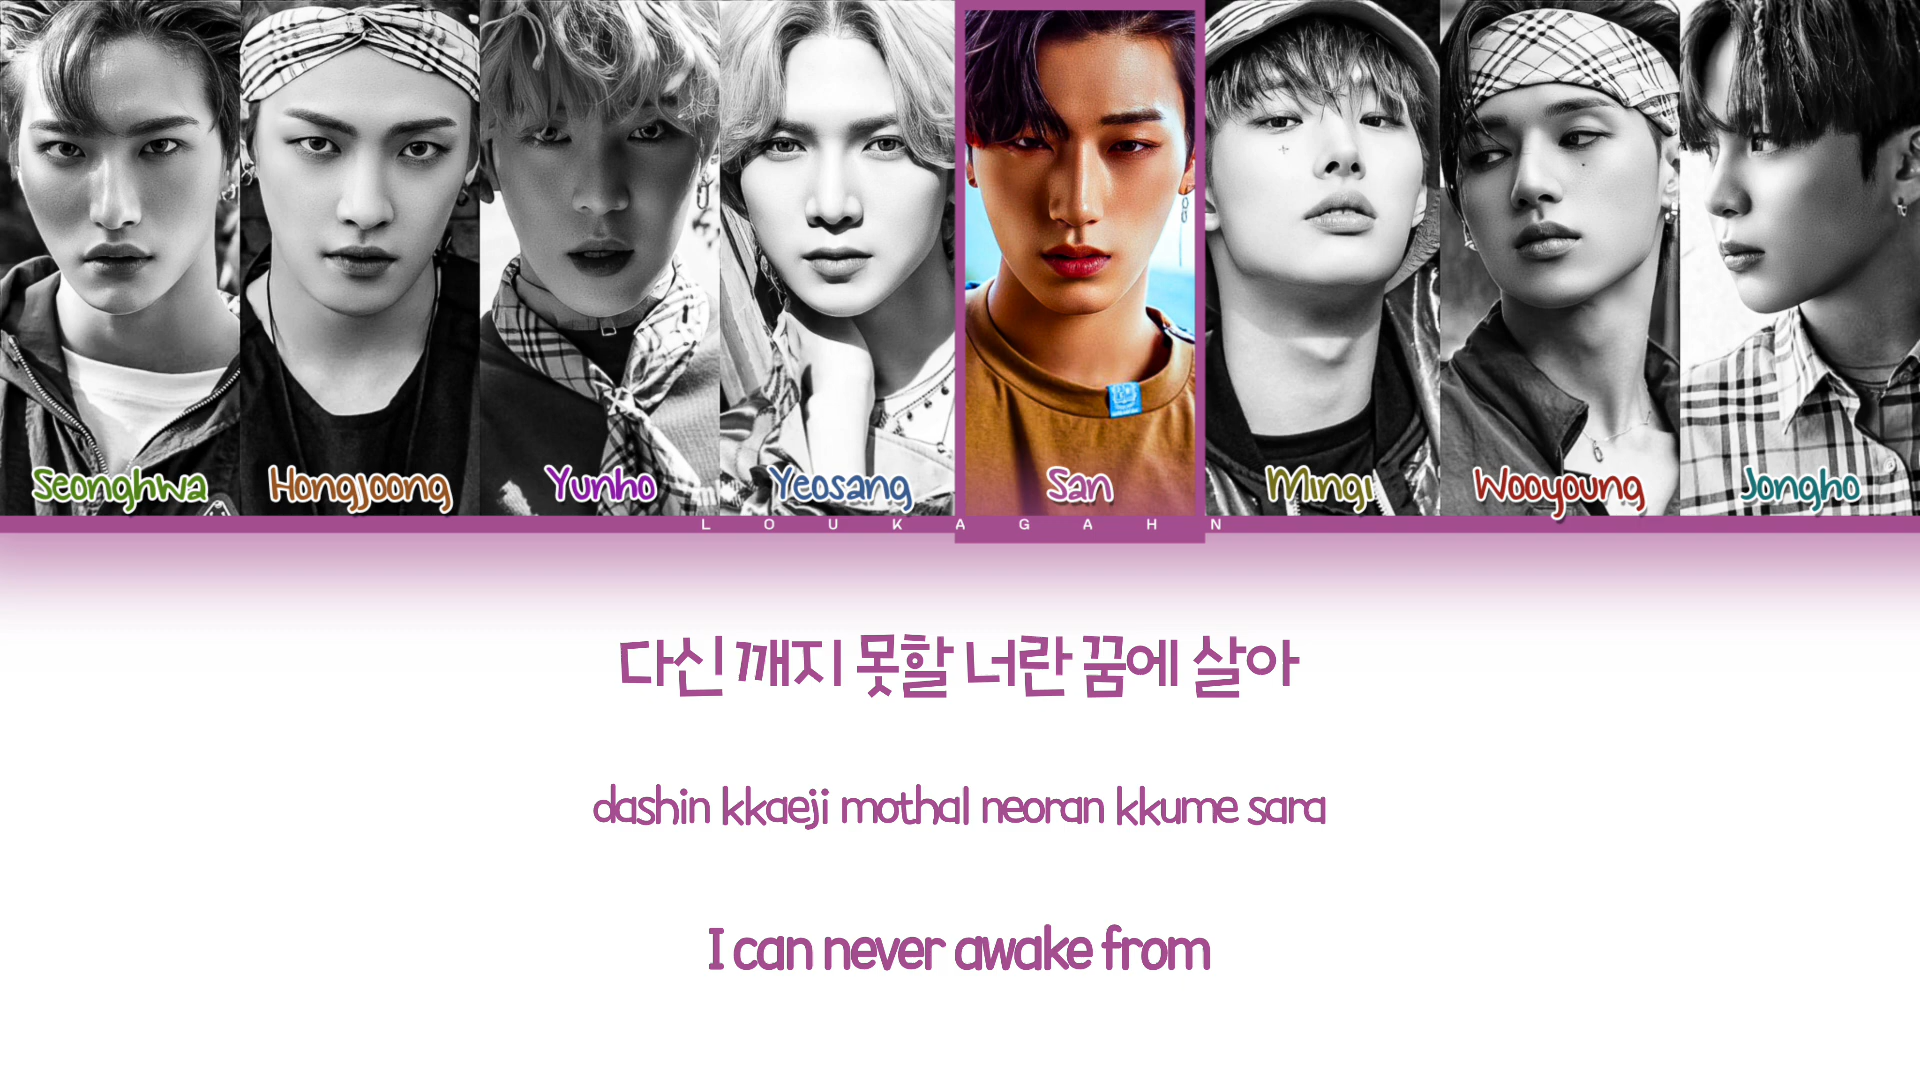 Seonghwa Hongjoong Yunho Yeosang San Mingi Wooyoung Jongho
LOUKAGAHN
다신 깨지 못할 너란 꿈에 살아
dashin kkaeji mothal neoran kkume sara
I can never awake from